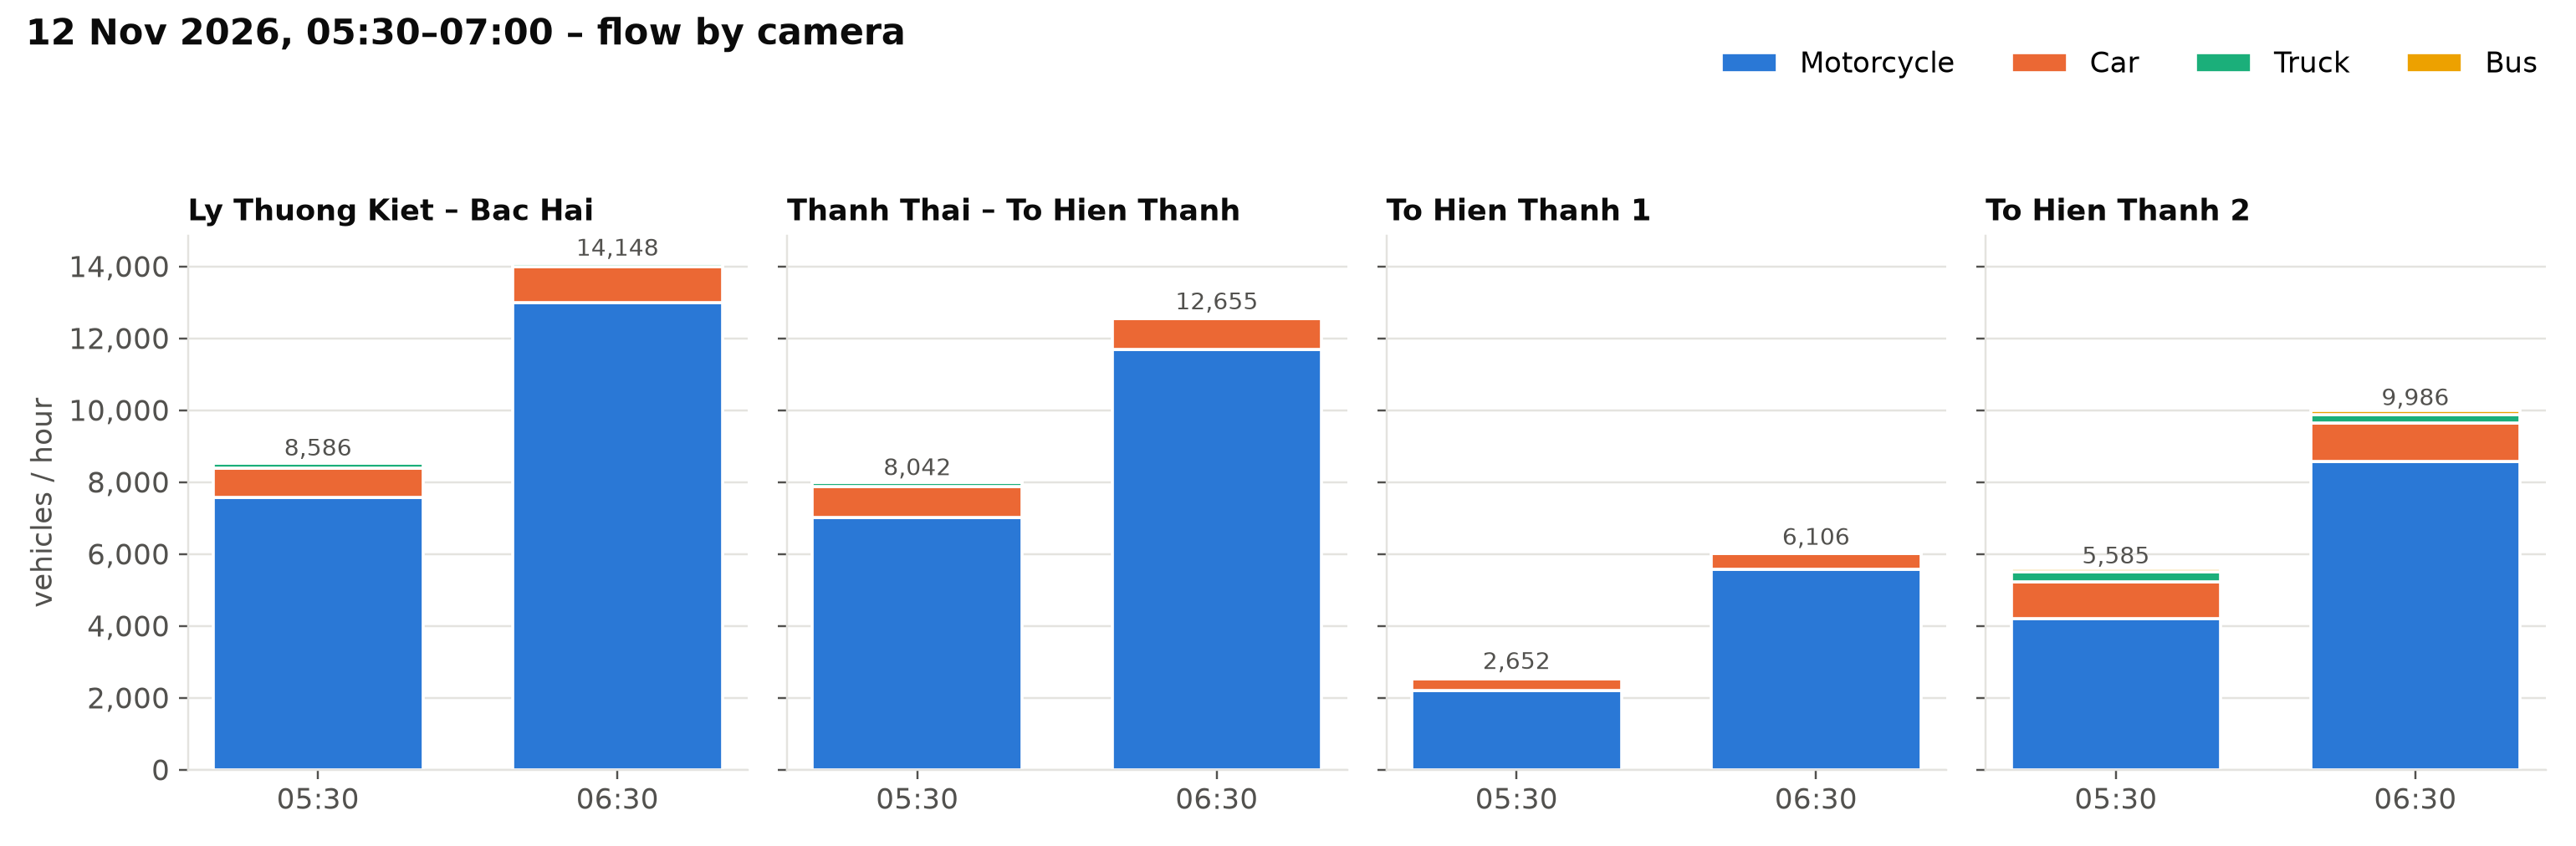 12 Nov 2026, 05:30–07:00 – flow by camera
Motorcycle Car Truck Bus
Ly Thuong Kiet – Bac Hai
Thanh Thai – To Hien Thanh
To Hien Thanh 1
To Hien Thanh 2
vehicles / hour
14,000
12,000
10,000
8,000
6,000
4,000
2,000
0
8,586
14,148
8,042
12,655
2,652
6,106
5,585
9,986
05:30 06:30 05:30 06:30 05:30 06:30 05:30 06:30